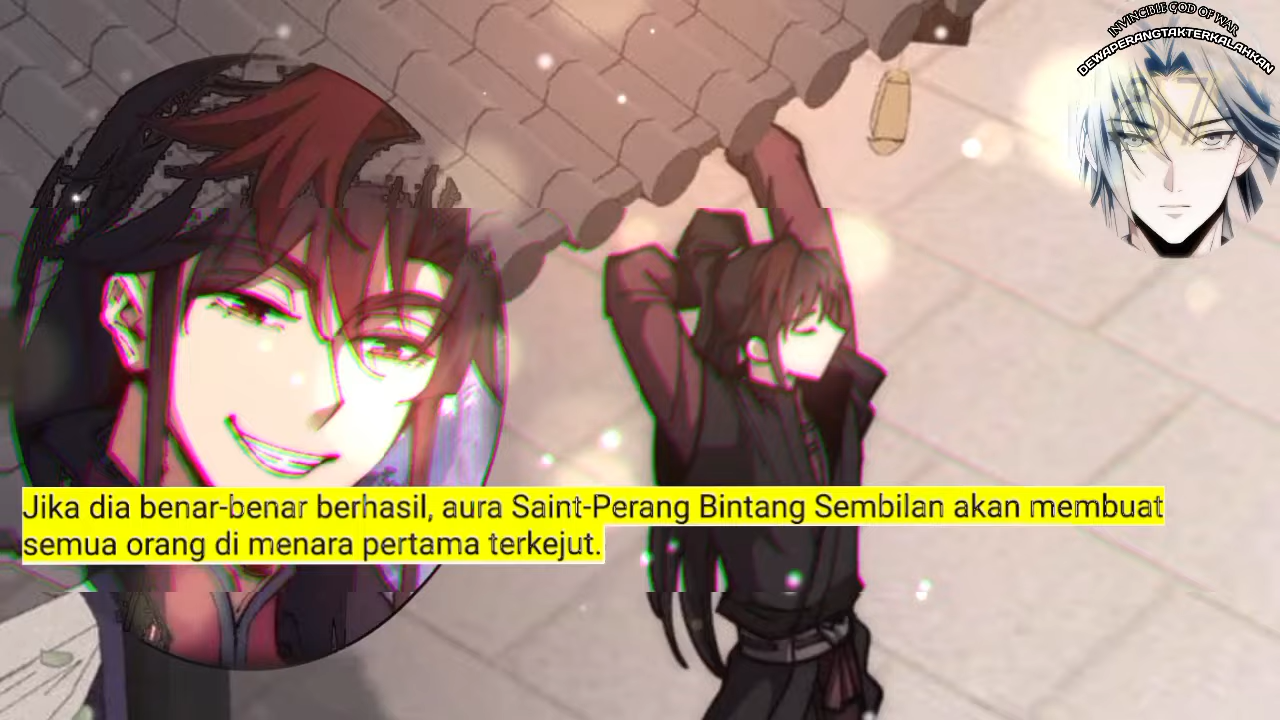 INVINCIBLE GOD OF WAR
DEWAPERANGTAKTERKALAHKAN
Jika dia benar-benar berhasil, aura Saint-Perang Bintang Sembilan akan membuat
semua orang di menara pertama terkejut.